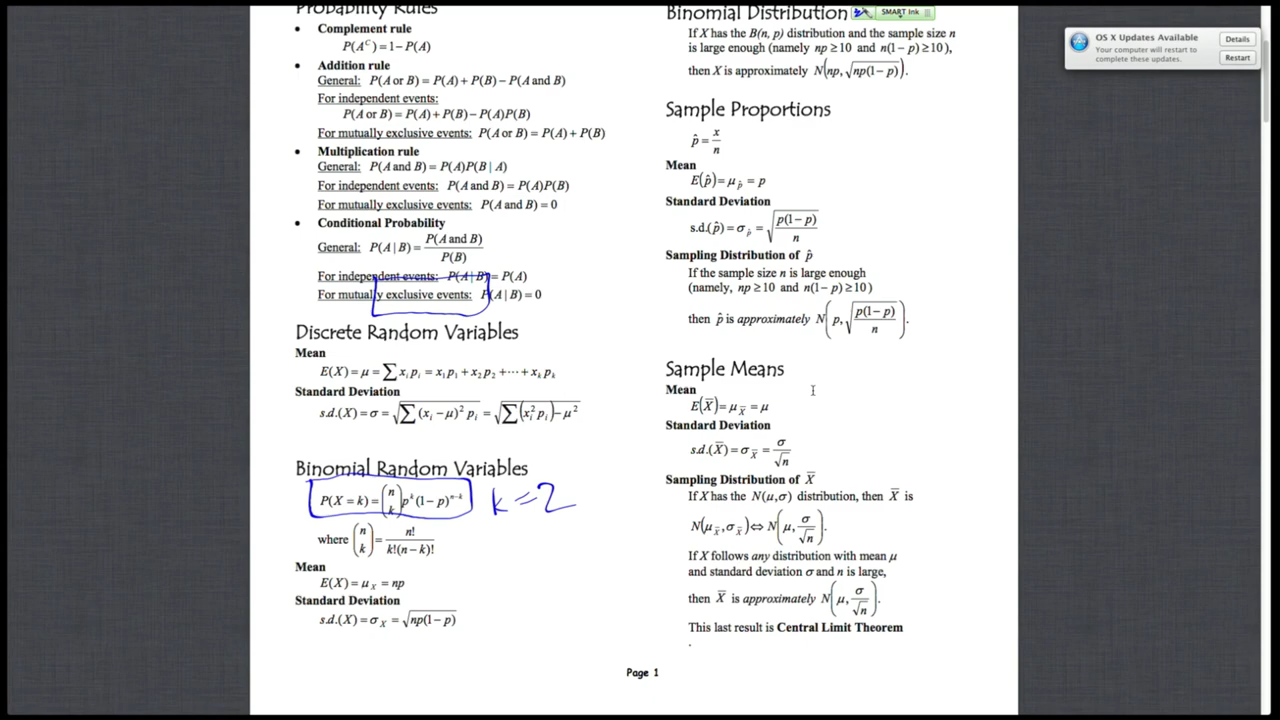 Probability Rules
• Complement rule
P(A^C) = 1 − P(A)
• Addition rule
General: P(A or B) = P(A) + P(B) − P(A and B)
For independent events:
P(A or B) = P(A) + P(B) − P(A)P(B)
For mutually exclusive events: P(A or B) = P(A) + P(B)
• Multiplication rule
General: P(A and B) = P(A)P(B | A)
For independent events: P(A and B) = P(A)P(B)
For mutually exclusive events: P(A and B) = 0
• Conditional Probability
General: P(A | B) = P(A and B) / P(B)
For independent events: P(A | B) = P(A)
For mutually exclusive events: P(A | B) = 0
Discrete Random Variables
Mean
E(X) = μ = ∑ x_i p_i = x_1 p_1 + x_2 p_2 + ⋯ + x_k p_k
Standard Deviation
s.d.(X) = σ = √(∑ (x_i − μ)² p_i) = √(∑ (x_i² p_i) − μ²)
Binomial Random Variables
P(X = k) = (n k) p^k (1 − p)^(n−k) k = 2
where (n k) = n! / k!(n − k)!
Mean
E(X) = μ_X = np
Standard Deviation
s.d.(X) = σ_X = √(np(1 − p))
Binomial Distribution
SMART Ink
If X has the B(n, p) distribution and the sample size n
is large enough (namely np ≥ 10 and n(1 − p) ≥ 10),
then X is approximately N(np, √(np(1 − p))).
Sample Proportions
p̂ = x / n
Mean
E(p̂) = μ_p̂ = p
Standard Deviation
s.d.(p̂) = σ_p̂ = √(p(1 − p) / n)
Sampling Distribution of p̂
If the sample size n is large enough
(namely, np ≥ 10 and n(1 − p) ≥ 10)
then p̂ is approximately N(p, √(p(1 − p) / n)).
Sample Means
Mean
E(X̄) = μ_X̄ = μ
Standard Deviation
s.d.(X̄) = σ_X̄ = σ / √n
Sampling Distribution of X̄
If X has the N(μ,σ) distribution, then X̄ is
N(μ_X̄, σ_X̄) ⇔ N(μ, σ / √n).
If X follows any distribution with mean μ
and standard deviation σ and n is large,
then X̄ is approximately N(μ, σ / √n).
This last result is Central Limit Theorem
.
Page 1
OS X Updates Available
Your computer will restart to
complete these updates.
Details
Restart